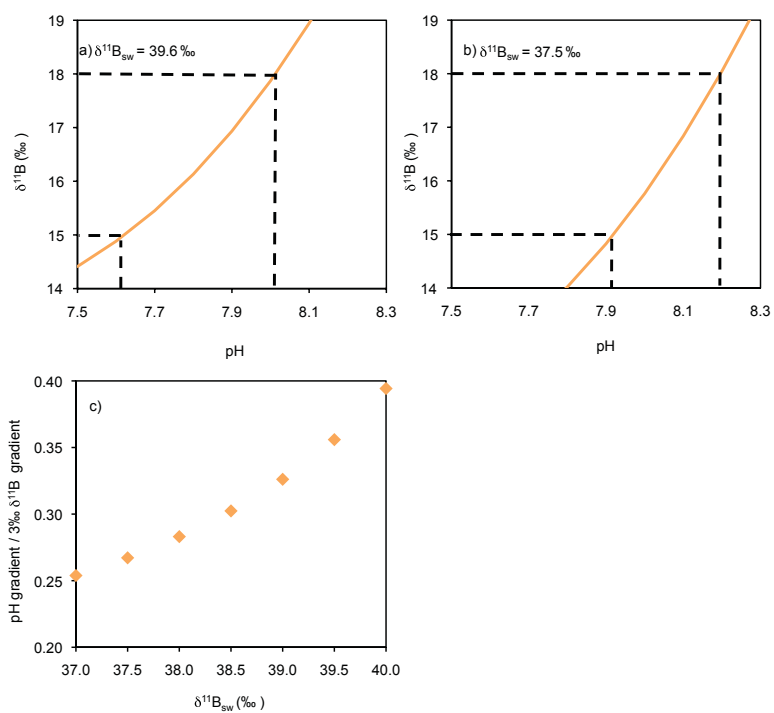 a) δ¹¹B_sw = 39.6 ‰
19
18
17
16
15
14
δ¹¹B (‰)
7.5 7.7 7.9 8.1 8.3
pH
b) δ¹¹B_sw = 37.5 ‰
19
18
17
16
15
14
δ¹¹B (‰)
7.5 7.7 7.9 8.1 8.3
pH
c)
0.40
0.35
0.30
0.25
0.20
pH gradient / 3‰ δ¹¹B gradient
37.0 37.5 38.0 38.5 39.0 39.5 40.0
δ¹¹B_sw (‰)